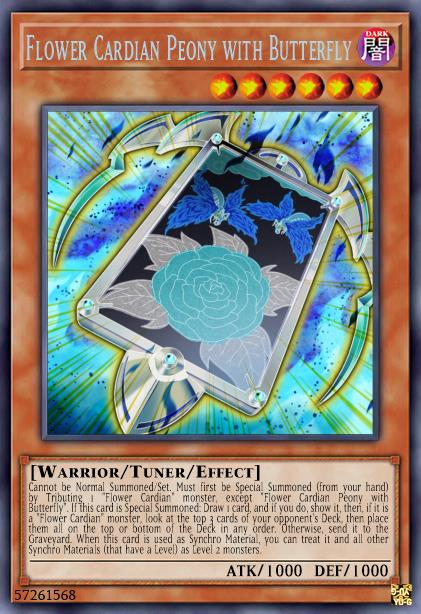 Flower Cardian Peony with Butterfly
DARK
闇
[Warrior/Tuner/Effect]
Cannot be Normal Summoned/Set. Must first be Special Summoned (from your hand)
by Tributing 1 "Flower Cardian" monster, except "Flower Cardian Peony with
Butterfly". If this card is Special Summoned: Draw 1 card, and if you do, show it, then, if it is
a "Flower Cardian" monster, look at the top 3 cards of your opponent's Deck, then place
them all on the top or bottom of the Deck in any order. Otherwise, send it to the
Graveyard. When this card is used as Synchro Material, you can treat it and all other
Synchro Materials (that have a Level) as Level 2 monsters.
ATK/1000 DEF/1000
57261568